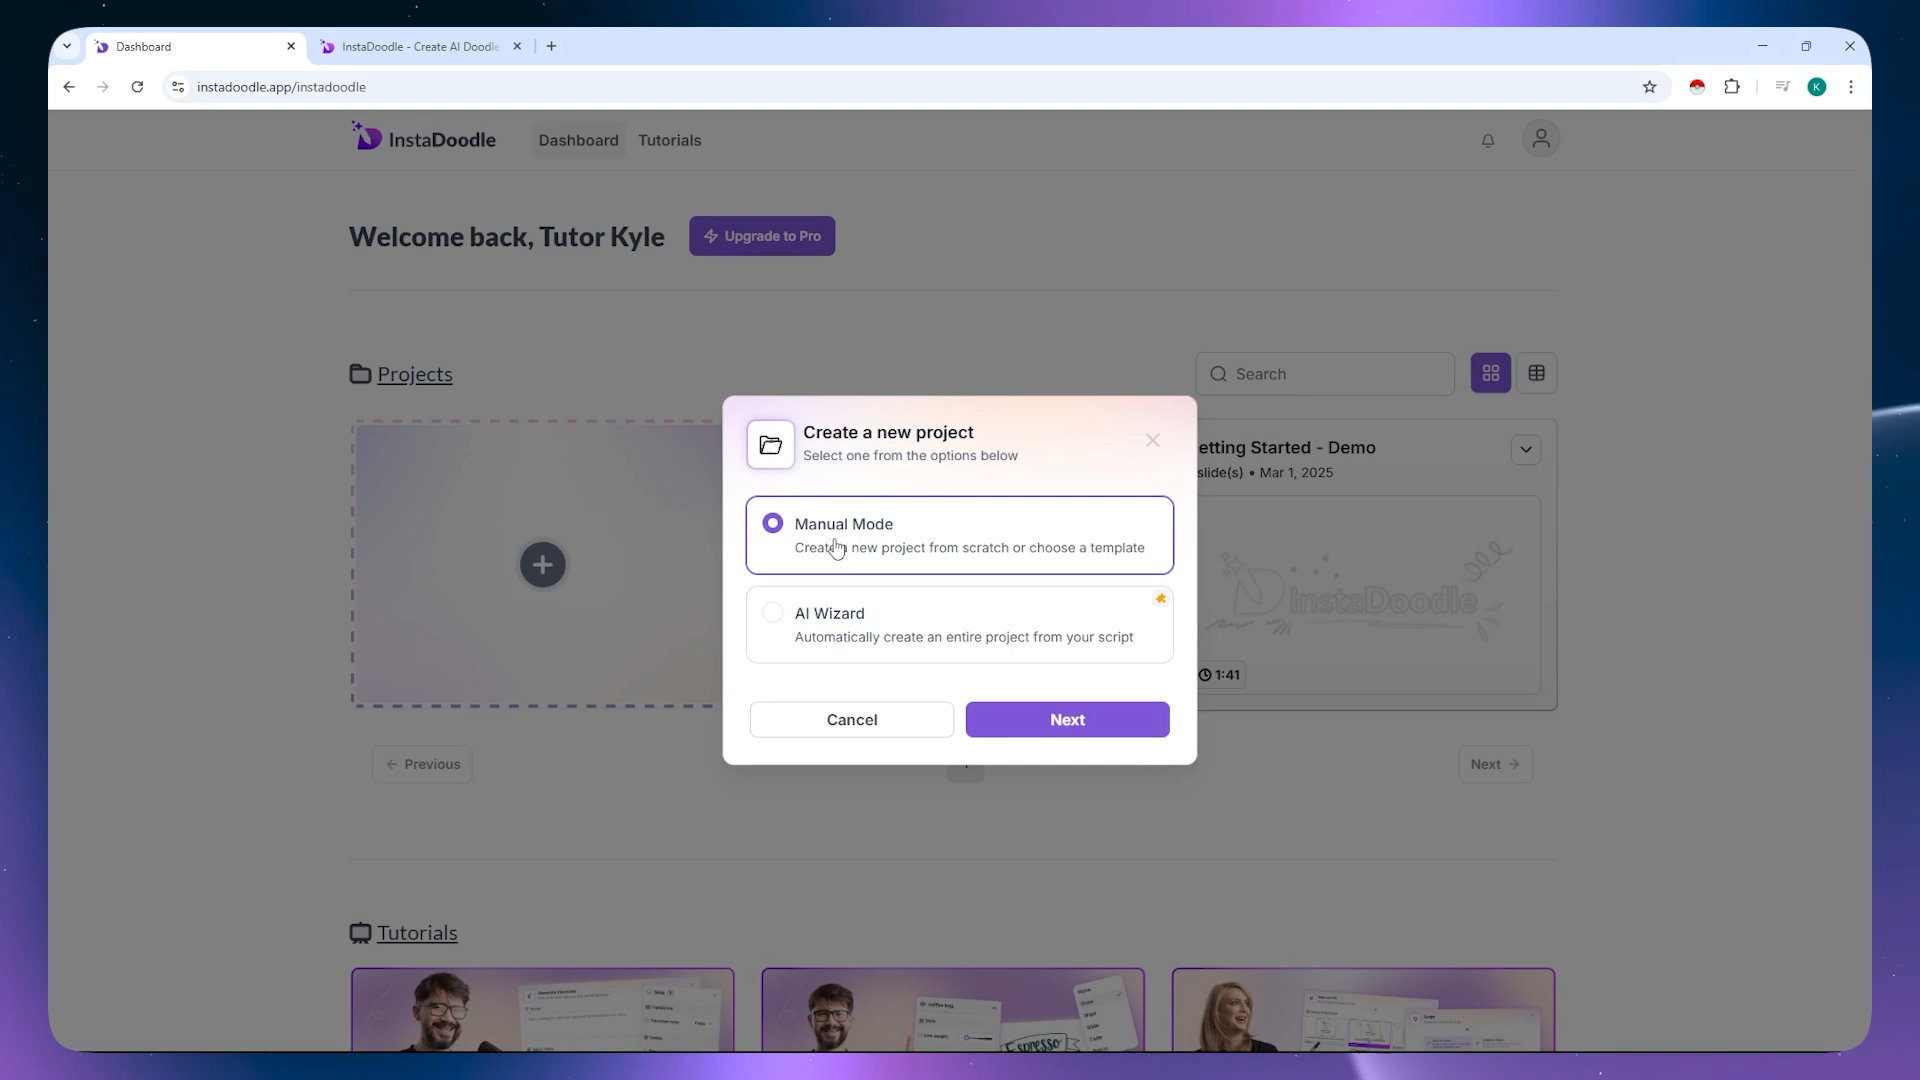 Dashboard
InstaDoodle - Create AI Doodle
instadoodle.app/instadoodle
K
InstaDoodle
Dashboard
Tutorials
Welcome back, Tutor Kyle
Upgrade to Pro
Projects
Search
Create a new project
Select one from the options below
etting Started - Demo
slide(s) • Mar 1, 2025
Manual Mode
Create new project from scratch or choose a template
AI Wizard
Automatically create an entire project from your script
InstaDoodle
1:41
Cancel
Next
Previous
Next
Tutorials
coffee bag
Espresso